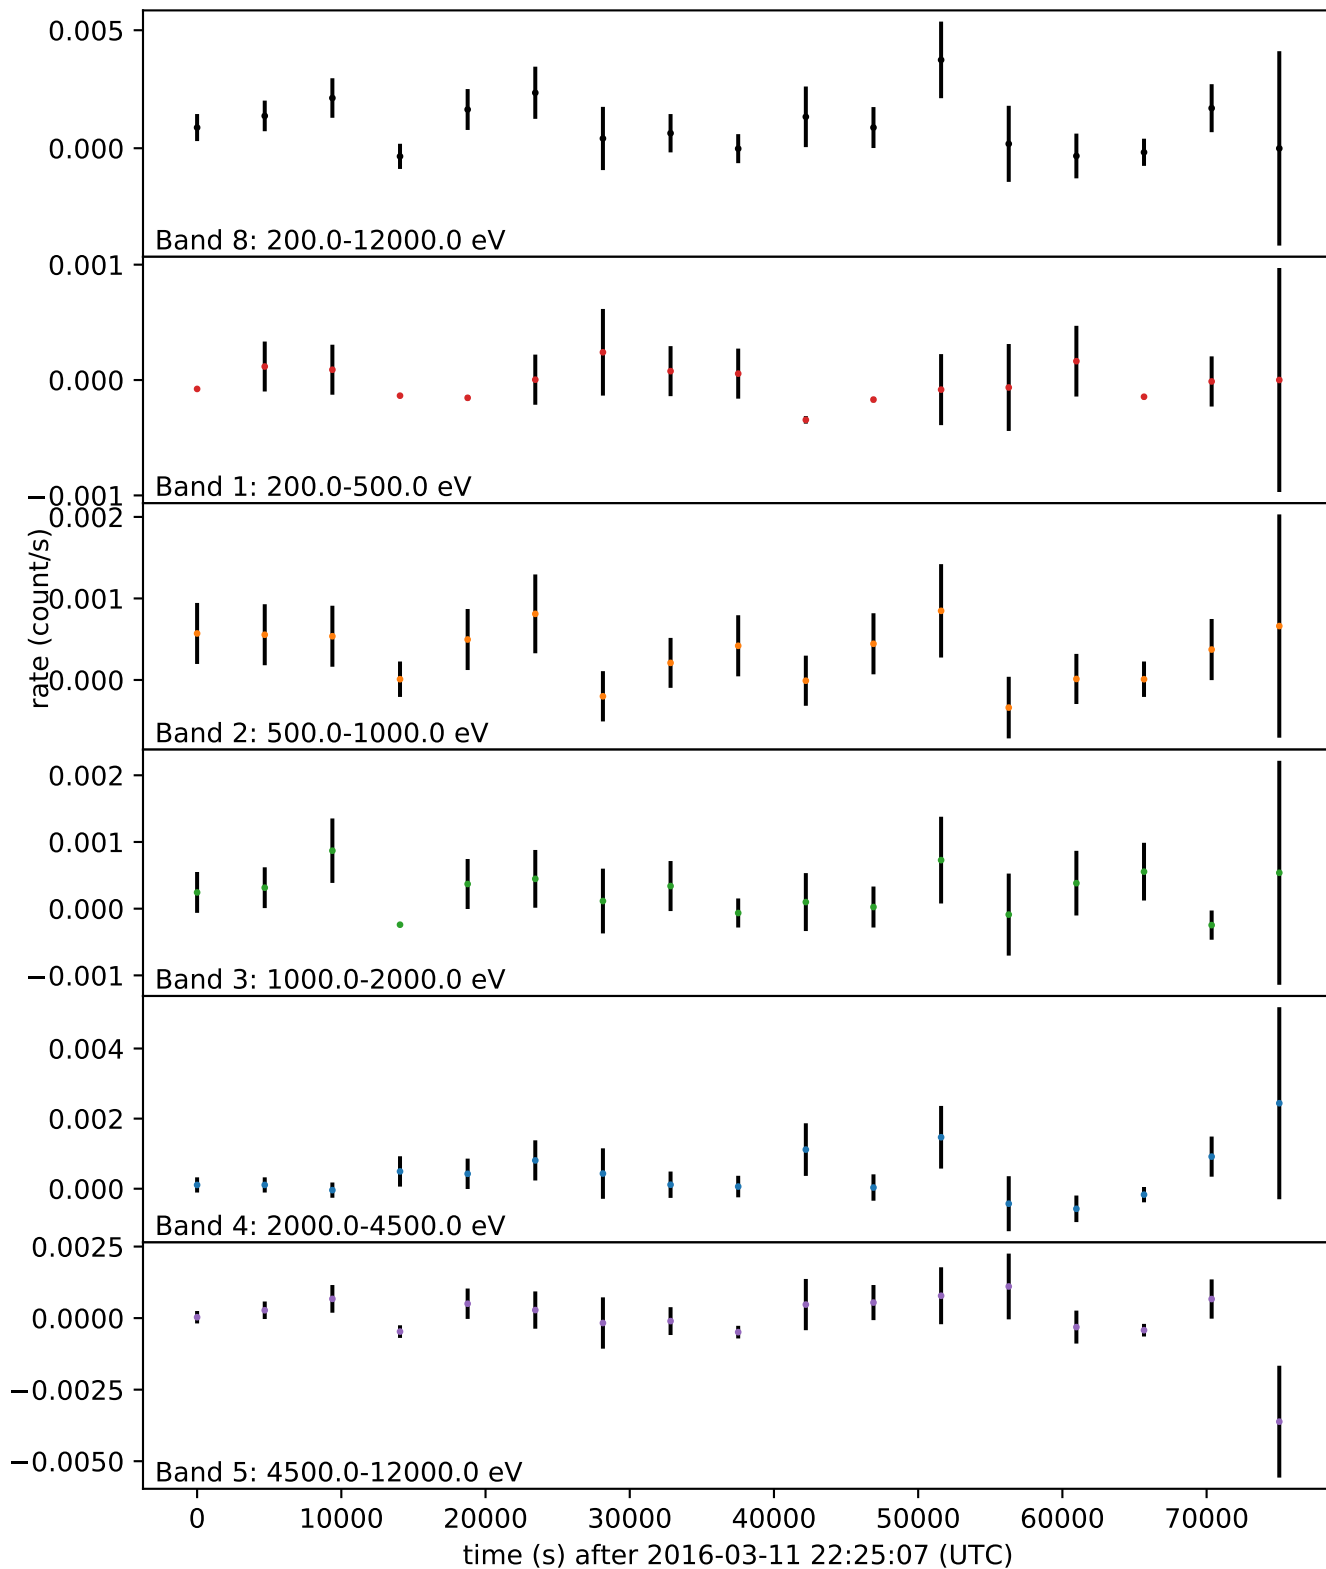 0.005
0.000
Band 8: 200.0-12000.0 eV
0.001
0.000
−0.001
Band 1: 200.0-500.0 eV
rate (count/s)
0.002
0.001
0.000
Band 2: 500.0-1000.0 eV
0.002
0.001
0.000
−0.001
Band 3: 1000.0-2000.0 eV
0.004
0.002
0.000
Band 4: 2000.0-4500.0 eV
0.0025
0.0000
−0.0025
−0.0050
Band 5: 4500.0-12000.0 eV
0 10000 20000 30000 40000 50000 60000 70000
time (s) after 2016-03-11 22:25:07 (UTC)